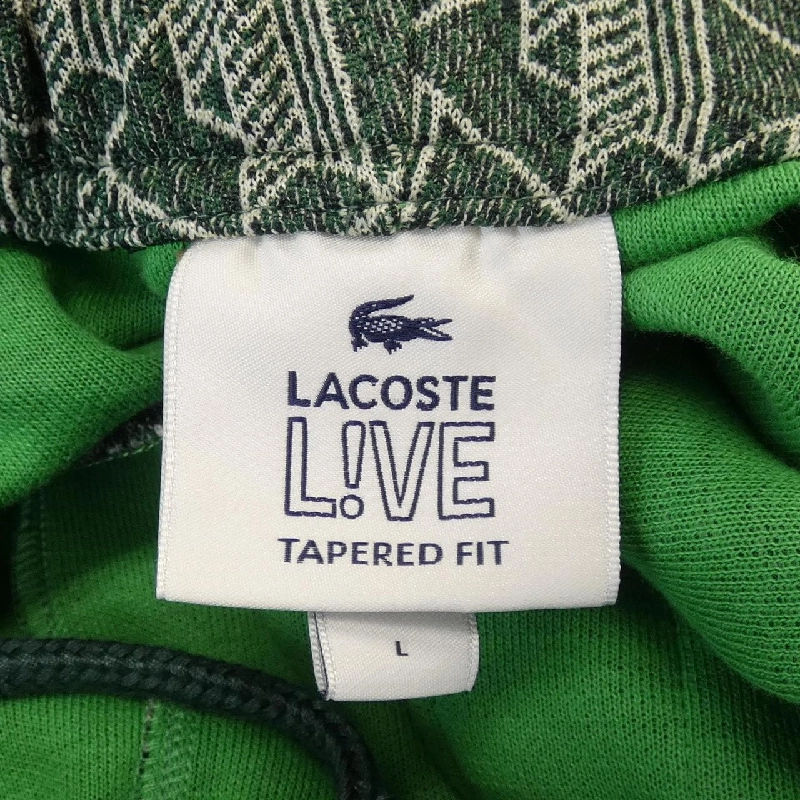 LACOSTE
L!VE
TAPERED FIT
L